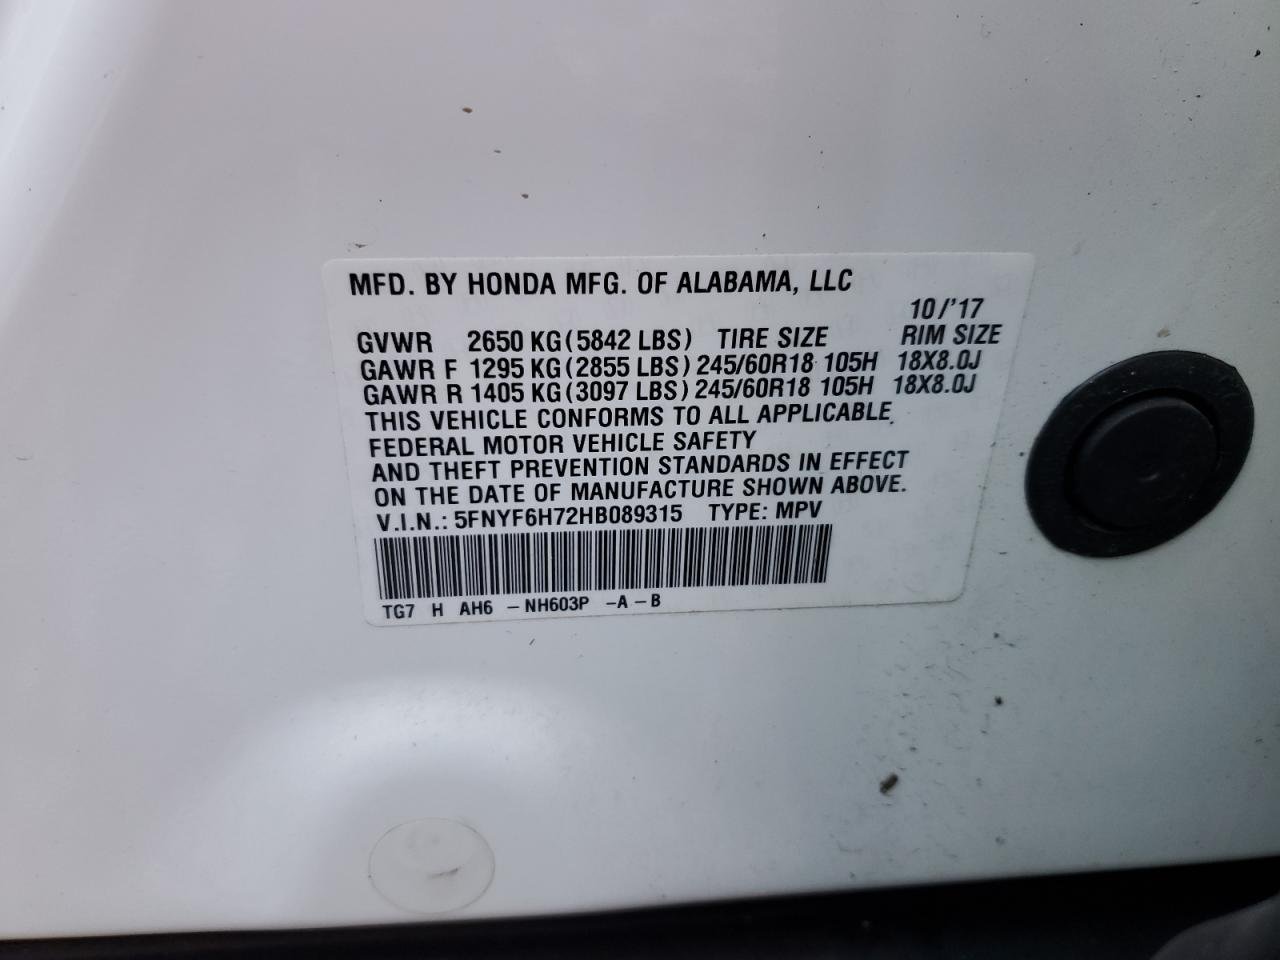 MFD. BY HONDA MFG. OF ALABAMA, LLC
10/'17
GVWR 2650 KG(5842 LBS) TIRE SIZE RIM SIZE
GAWR F 1295 KG(2855 LBS) 245/60R18 105H 18X8.0J
GAWR R 1405 KG(3097 LBS) 245/60R18 105H 18X8.0J
THIS VEHICLE CONFORMS TO ALL APPLICABLE
FEDERAL MOTOR VEHICLE SAFETY
AND THEFT PREVENTION STANDARDS IN EFFECT
ON THE DATE OF MANUFACTURE SHOWN ABOVE.
V.I.N.: 5FNYF6H72HB089315 TYPE: MPV
TG7 H AH6 -NH603P -A-B